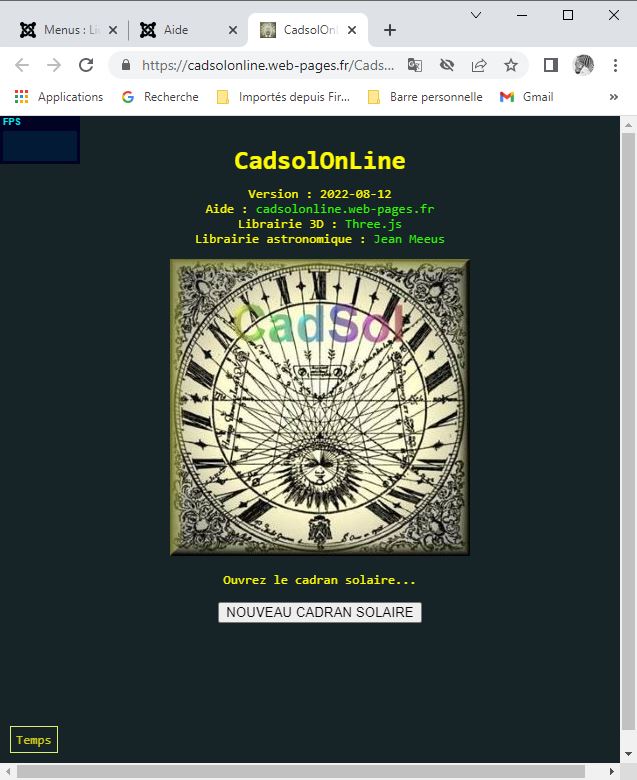 Menus : Li
Aide
CadsolOnl
https://cadsolonline.web-pages.fr/Cads...
Applications
Recherche
Importés depuis Fir...
Barre personnelle
Gmail
»
FPS
CadsolOnLine
Version : 2022-08-12
Aide : cadsolonline.web-pages.fr
Librairie 3D : Three.js
Librairie astronomique : Jean Meeus
CadSol
Ouvrez le cadran solaire...
NOUVEAU CADRAN SOLAIRE
Temps